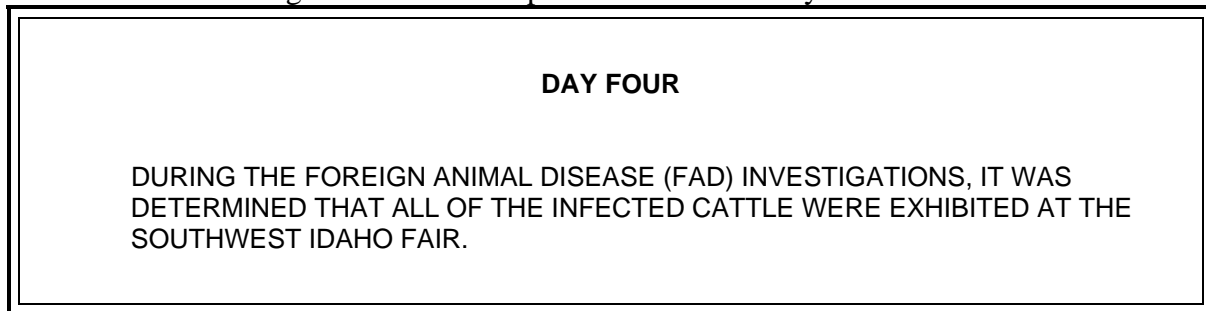 DAY FOUR
DURING THE FOREIGN ANIMAL DISEASE (FAD) INVESTIGATIONS, IT WAS
DETERMINED THAT ALL OF THE INFECTED CATTLE WERE EXHIBITED AT THE
SOUTHWEST IDAHO FAIR.